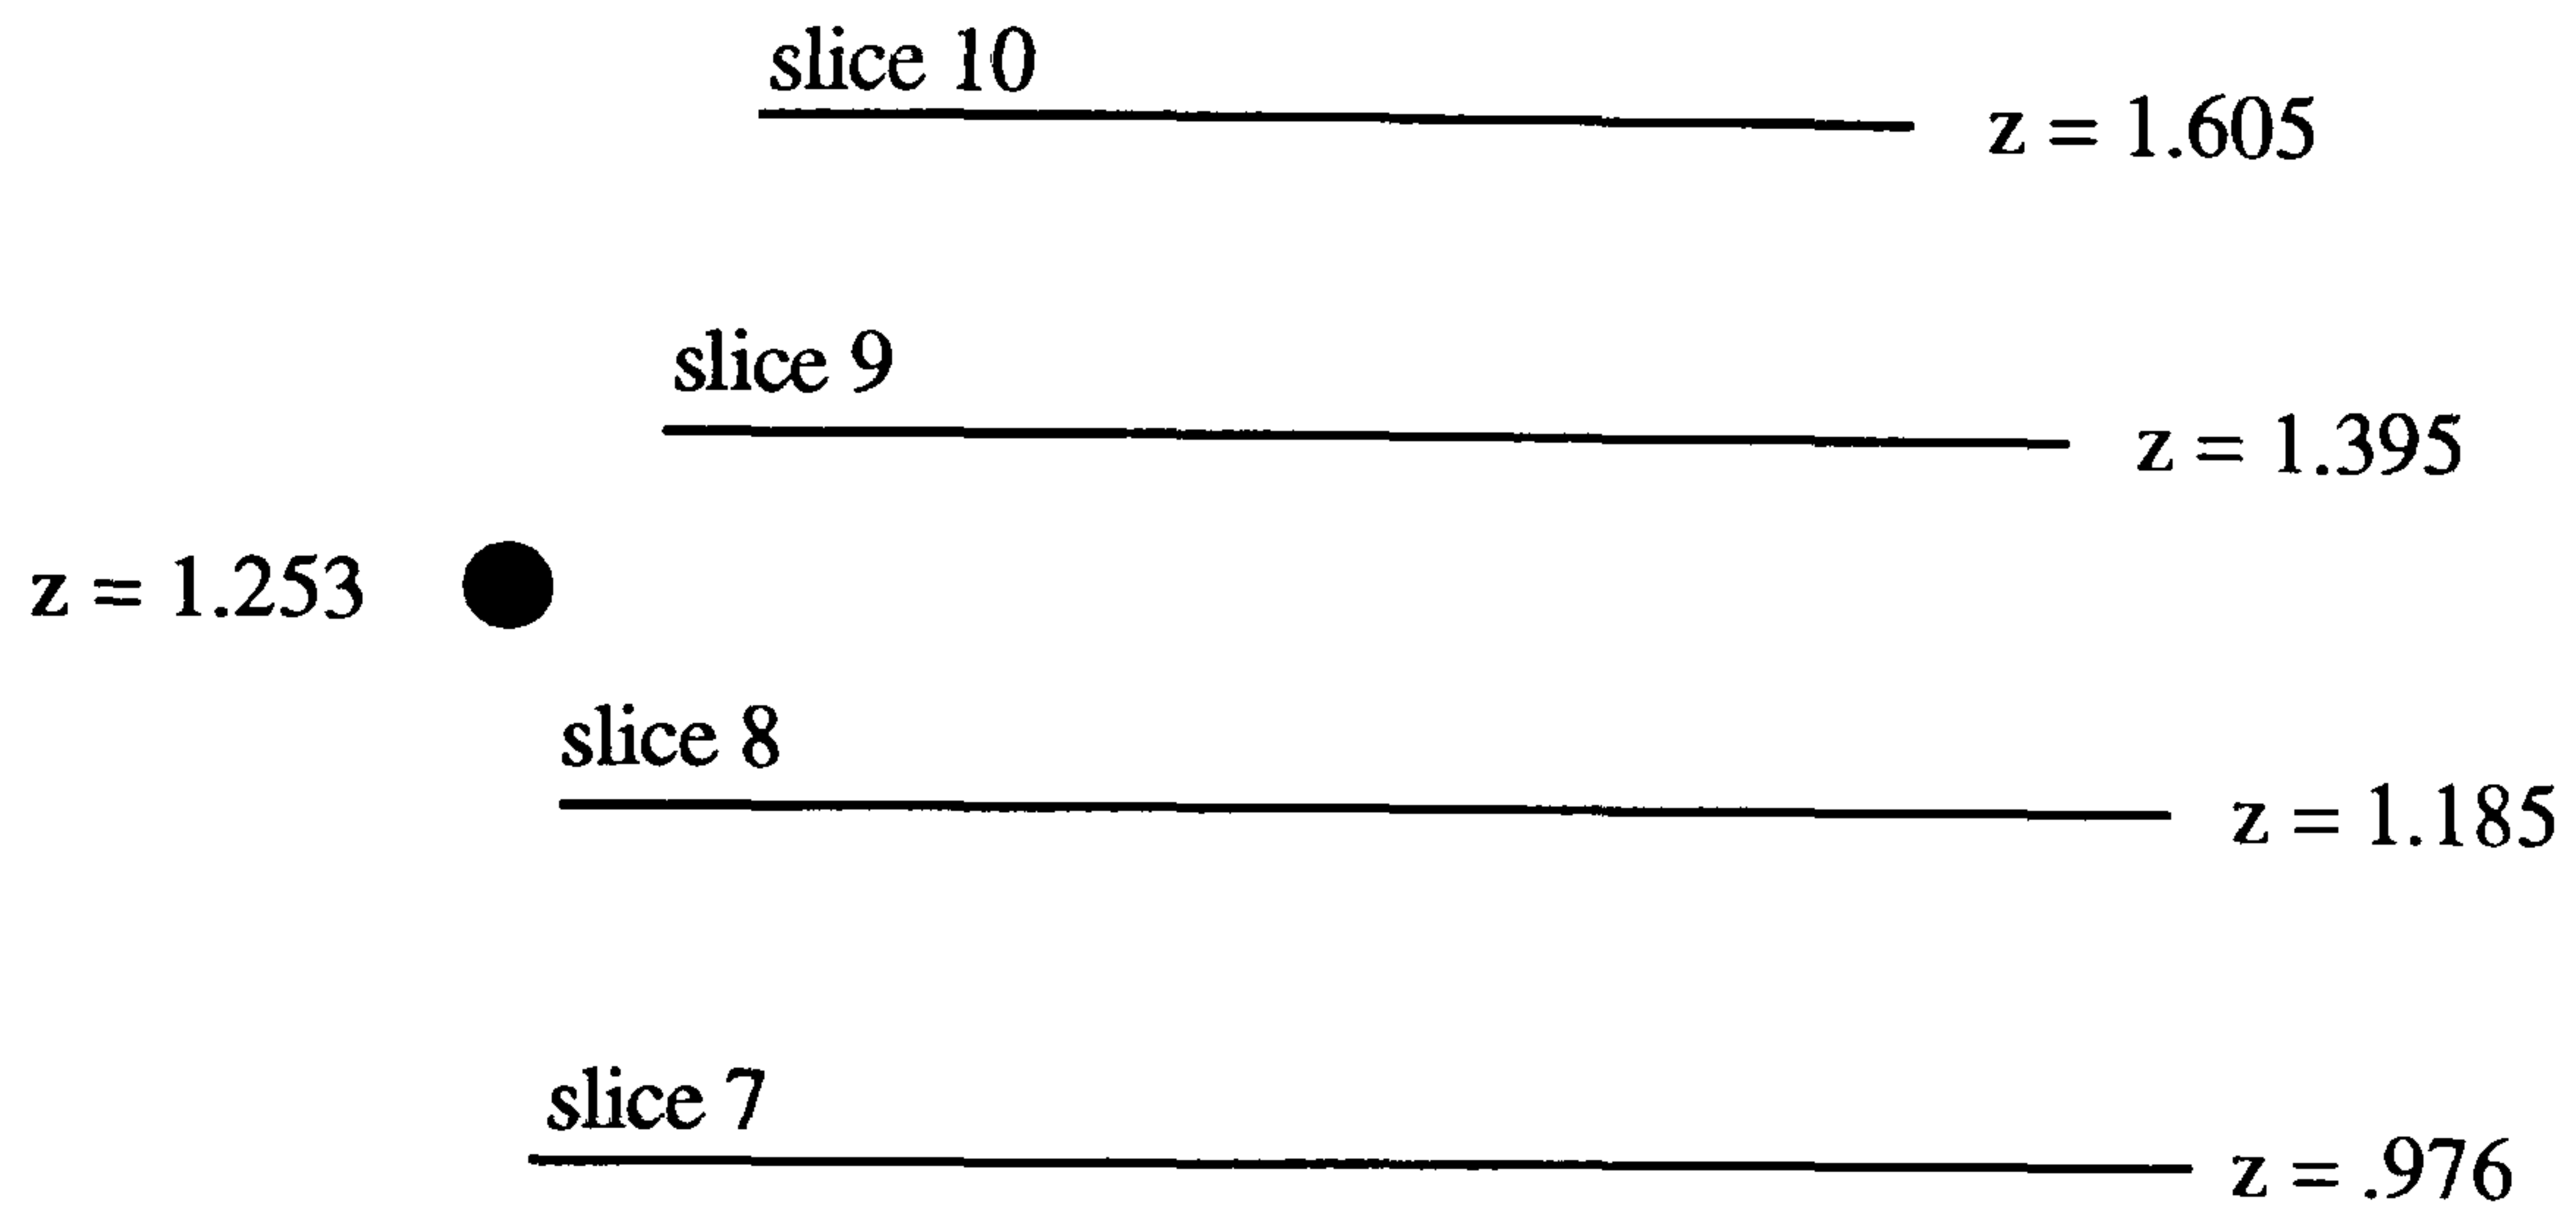 slice 10
z = 1.605
slice 9
z = 1.395
z = 1.253
slice 8
z = 1.185
slice 7
z = .976